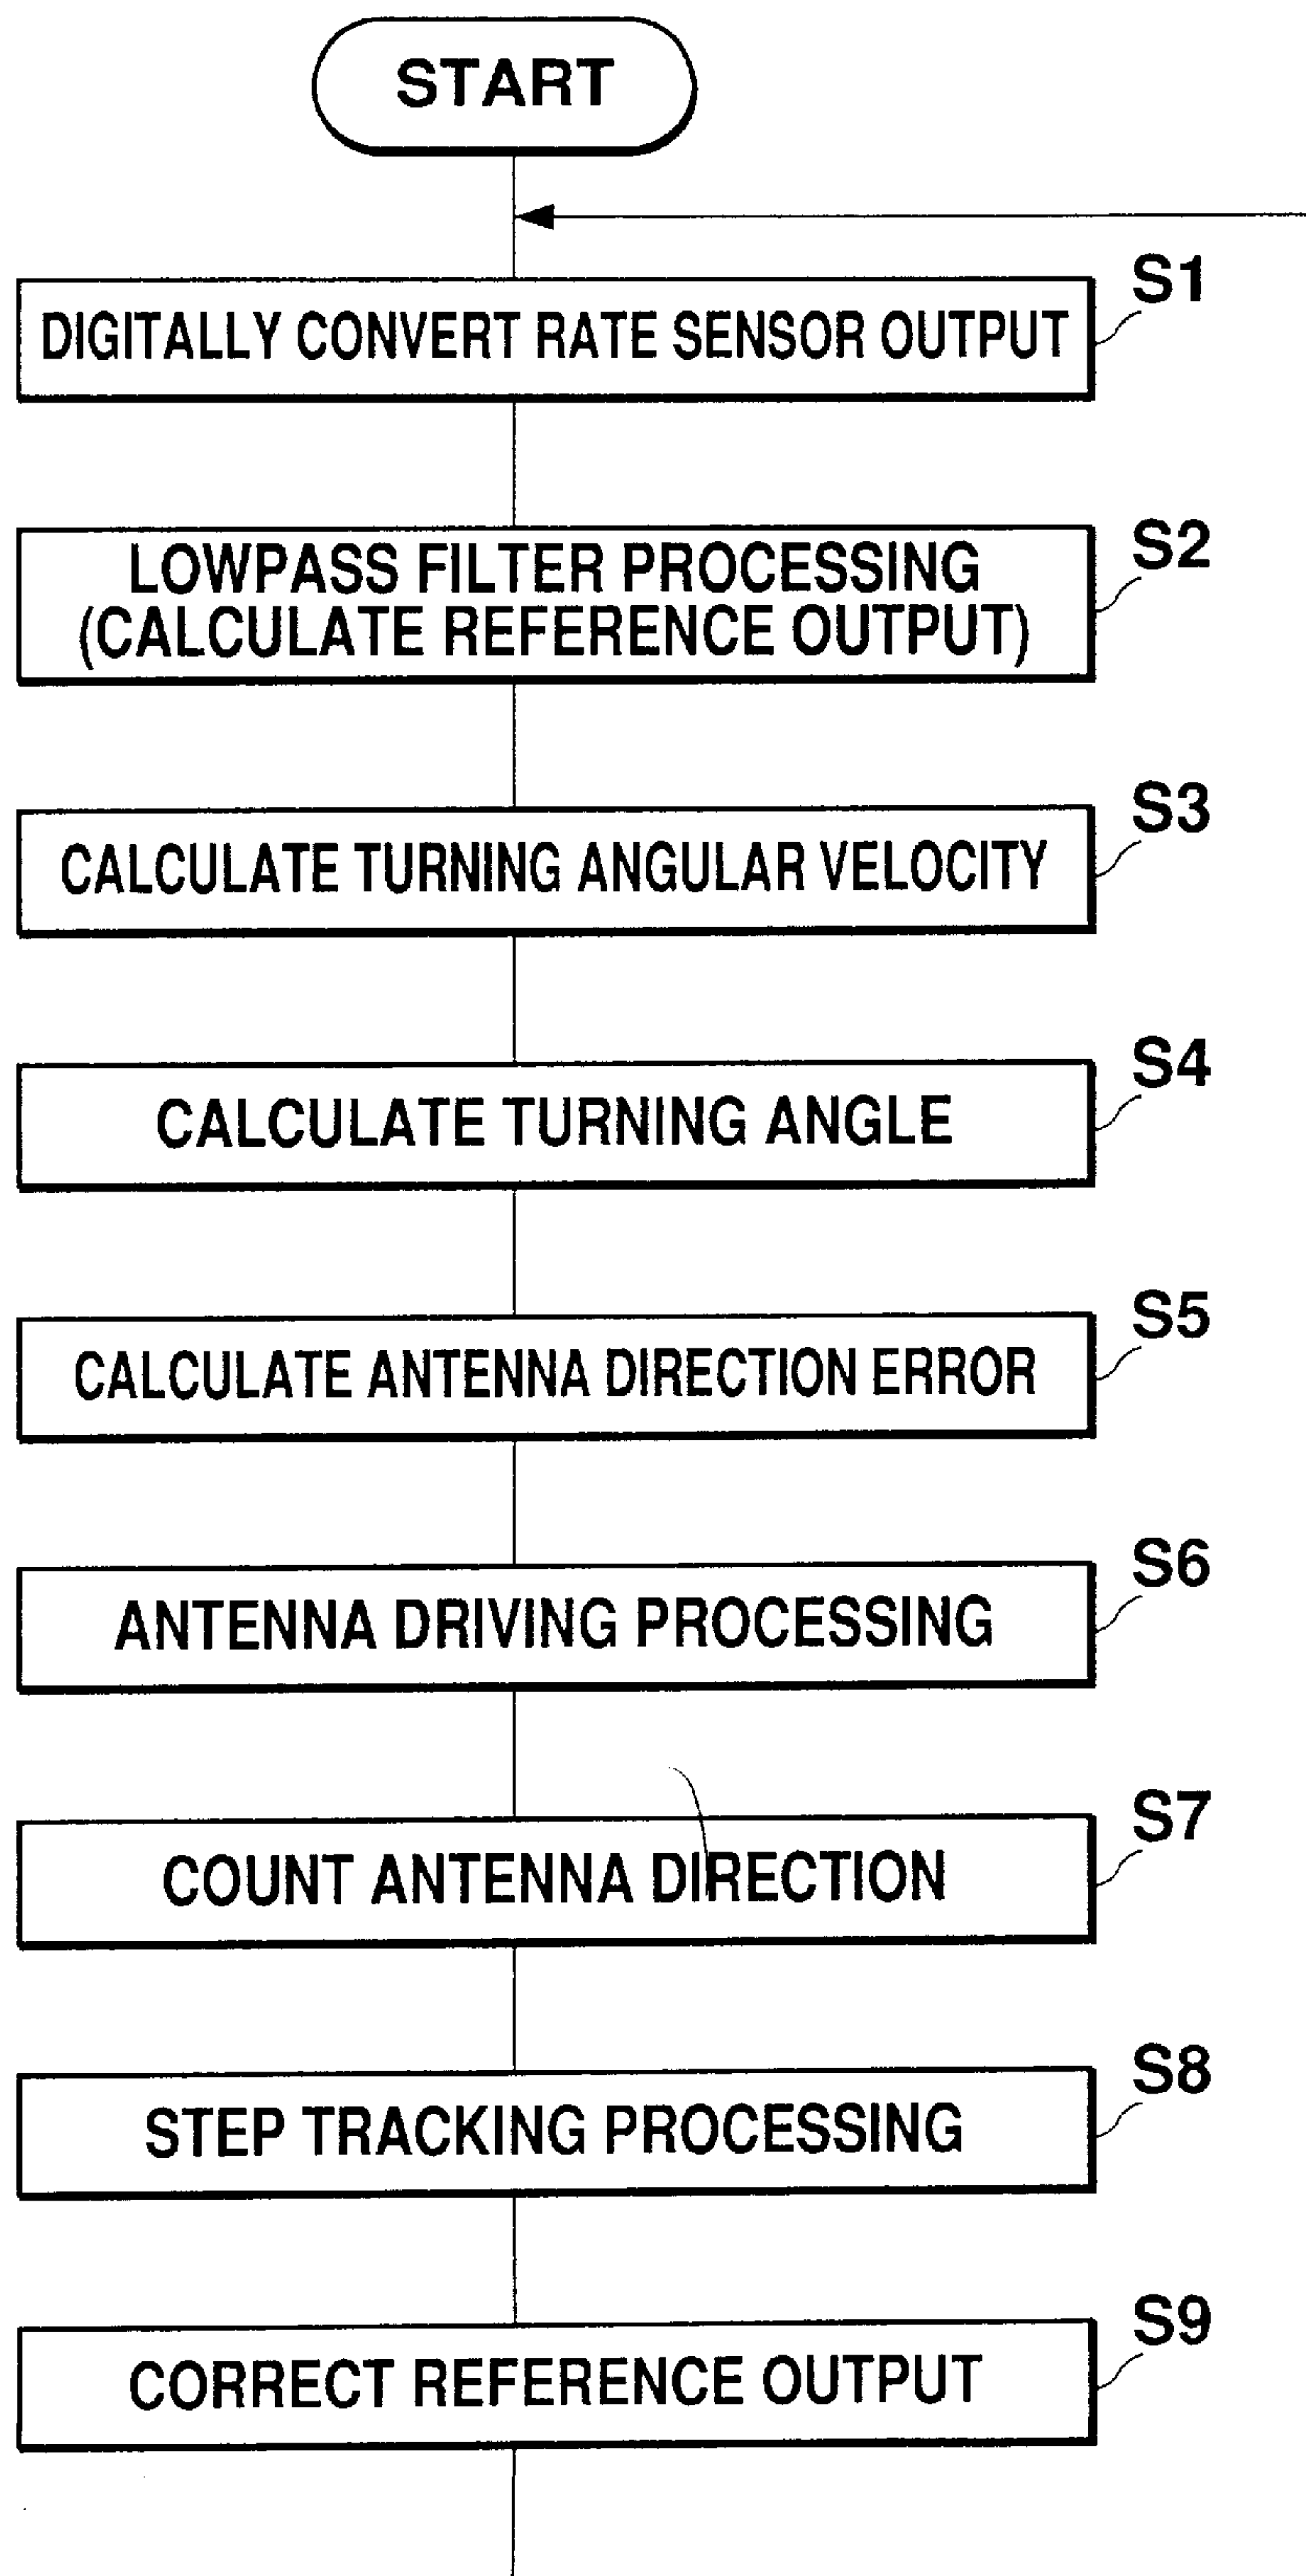 START
S1
DIGITALLY CONVERT RATE SENSOR OUTPUT
S2
LOWPASS FILTER PROCESSING
(CALCULATE REFERENCE OUTPUT)
S3
CALCULATE TURNING ANGULAR VELOCITY
S4
CALCULATE TURNING ANGLE
S5
CALCULATE ANTENNA DIRECTION ERROR
S6
ANTENNA DRIVING PROCESSING
S7
COUNT ANTENNA DIRECTION
S8
STEP TRACKING PROCESSING
S9
CORRECT REFERENCE OUTPUT